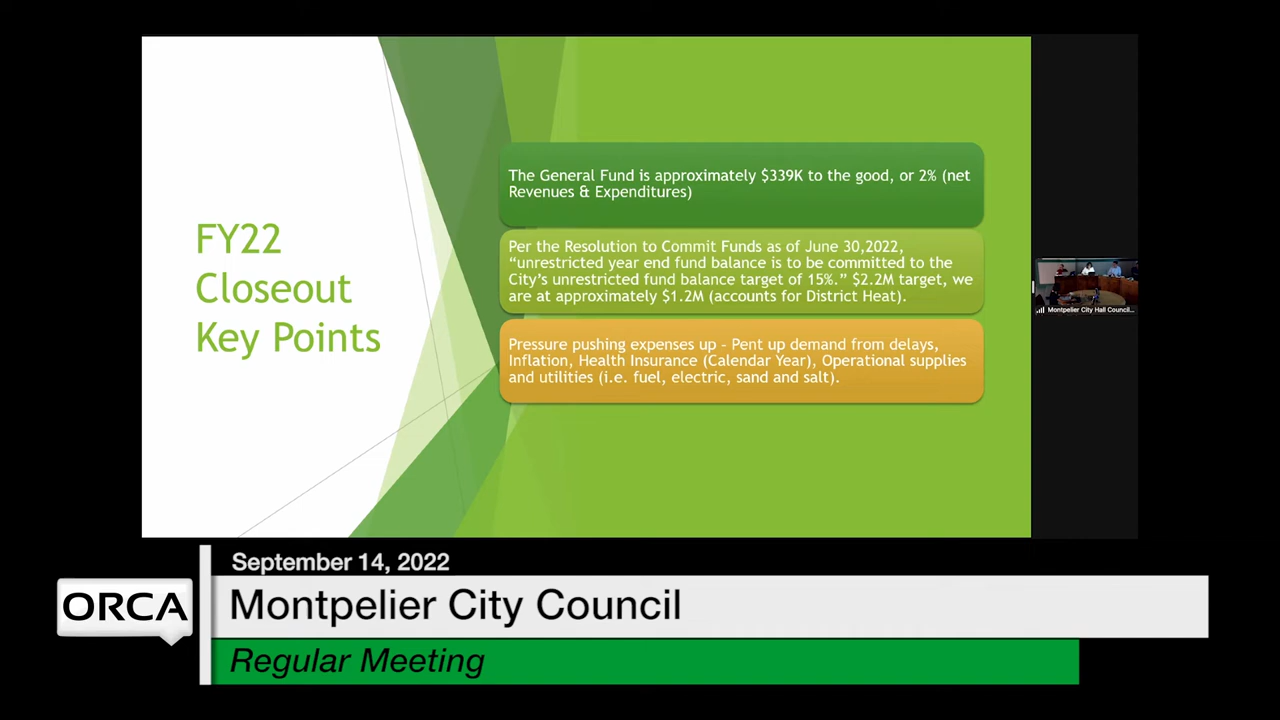 FY22
Closeout
Key Points
The General Fund is approximately $339K to the good, or 2% (net
Revenues & Expenditures)
Per the Resolution to Commit Funds as of June 30,2022,
“unrestricted year end fund balance is to be committed to the
City’s unrestricted fund balance target of 15%.” $2.2M target, we
are at approximately $1.2M (accounts for District Heat).
Pressure pushing expenses up - Pent up demand from delays,
Inflation, Health Insurance (Calendar Year), Operational supplies
and utilities (i.e. fuel, electric, sand and salt).
Montpelier City Hall Council...
September 14, 2022
ORCA
Montpelier City Council
Regular Meeting